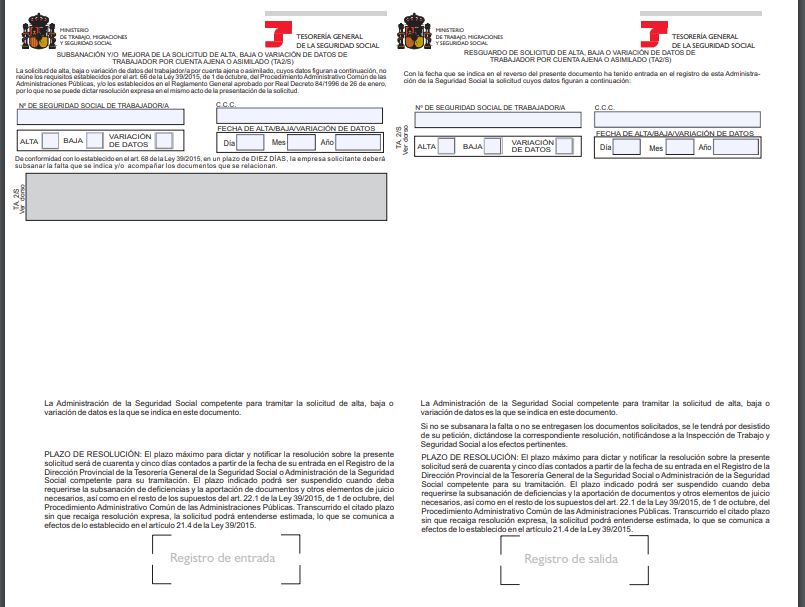 MINISTERIO
DE TRABAJO, MIGRACIONES
Y SEGURIDAD SOCIAL
TESORERÍA GENERAL
DE LA SEGURIDAD SOCIAL
SUBSANACIÓN Y/O MEJORA DE LA SOLICITUD DE ALTA, BAJA O VARIACIÓN DE DATOS DE
TRABAJADOR POR CUENTA AJENA O ASIMILADO (TA2/S)
La solicitud de alta, baja o variación de datos del trabajador/a por cuenta ajena o asimilado, cuyos datos figuran a continuación, no
reúne los requisitos establecidos por el art. 66 de la Ley 39/2015, de 1 de octubre, del Procedimiento Administrativo Común de las
Administraciones Públicas, y/o los establecidos en el Reglamento General aprobado por Real Decreto 84/1996 de 26 de enero,
por lo que no se puede dictar resolución expresa en el mismo acto de la presentación de la solicitud.
Nº DE SEGURIDAD SOCIAL DE TRABAJADOR/A
C.C.C.
ALTA
BAJA
VARIACIÓN
DE DATOS
FECHA DE ALTA/BAJA/VARIACIÓN DE DATOS
Día
Mes
Año
De conformidad con lo establecido en el art. 68 de la Ley 39/2015, en un plazo de DIEZ DÍAS, la empresa solicitante deberá
subsanar la falta que se indica y/o acompañar los documentos que se relacionan.
TA. 2/S
Ver dorso
La Administración de la Seguridad Social competente para tramitar la solicitud de alta, baja o
variación de datos es la que se indica en este documento.
PLAZO DE RESOLUCIÓN: El plazo máximo para dictar y notificar la resolución sobre la presente
solicitud será de cuarenta y cinco días contados a partir de la fecha de su entrada en el Registro de la
Dirección Provincial de la Tesorería General de la Seguridad Social o Administración de la Seguridad
Social competente para su tramitación. El plazo indicado podrá ser suspendido cuando deba
requerirse la subsanación de deficiencias y la aportación de documentos y otros elementos de juicio
necesarios, así como en el resto de los supuestos del art. 22.1 de la Ley 39/2015, de 1 de octubre, del
Procedimiento Administrativo Común de las Administraciones Públicas. Transcurrido el citado plazo
sin que recaiga resolución expresa, la solicitud podrá entenderse estimada, lo que se comunica a
efectos de lo establecido en el artículo 21.4 de la Ley 39/2015.
Registro de entrada
MINISTERIO
DE TRABAJO, MIGRACIONES
Y SEGURIDAD SOCIAL
TESORERÍA GENERAL
DE LA SEGURIDAD SOCIAL
RESGUARDO DE SOLICITUD DE ALTA, BAJA O VARIACIÓN DE DATOS DE
TRABAJADOR POR CUENTA AJENA O ASIMILADO (TA2/S)
Con la fecha que se indica en el reverso del presente documento ha tenido entrada en el registro de esta Administra-
ción de la Seguridad Social la solicitud cuyos datos figuran a continuación:
Nº DE SEGURIDAD SOCIAL DE TRABAJADOR/A
C.C.C.
TA. 2/S
Ver dorso
ALTA
BAJA
VARIACIÓN
DE DATOS
FECHA DE ALTA/BAJA/VARIACIÓN DE DATOS
Día
Mes
Año
La Administración de la Seguridad Social competente para tramitar la solicitud de alta, baja o
variación de datos es la que se indica en este documento.
Si no se subsanara la falta o no se entregasen los documentos solicitados, se le tendrá por desistido
de su petición, dictándose la correspondiente resolución, notificándose a la Inspección de Trabajo y
Seguridad Social a los efectos pertinentes.
PLAZO DE RESOLUCIÓN: El plazo máximo para dictar y notificar la resolución sobre la presente
solicitud será de cuarenta y cinco días contados a partir de la fecha de su entrada en el Registro de la
Dirección Provincial de la Tesorería General de la Seguridad Social o Administración de la Seguridad
Social competente para su tramitación. El plazo indicado podrá ser suspendido cuando deba
requerirse la subsanación de deficiencias y la aportación de documentos y otros elementos de juicio
necesarios, así como en el resto de los supuestos del art. 22.1 de la Ley 39/2015, de 1 de octubre, del
Procedimiento Administrativo Común de las Administraciones Públicas. Transcurrido el citado plazo
sin que recaiga resolución expresa, la solicitud podrá entenderse estimada, lo que se comunica a
efectos de lo establecido en el artículo 21.4 de la Ley 39/2015.
Registro de salida